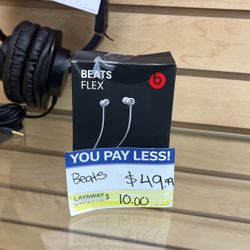 BEATS
FLEX
YOU PAY LESS!
Beats $49.99
LAYAWAY $ 10.00